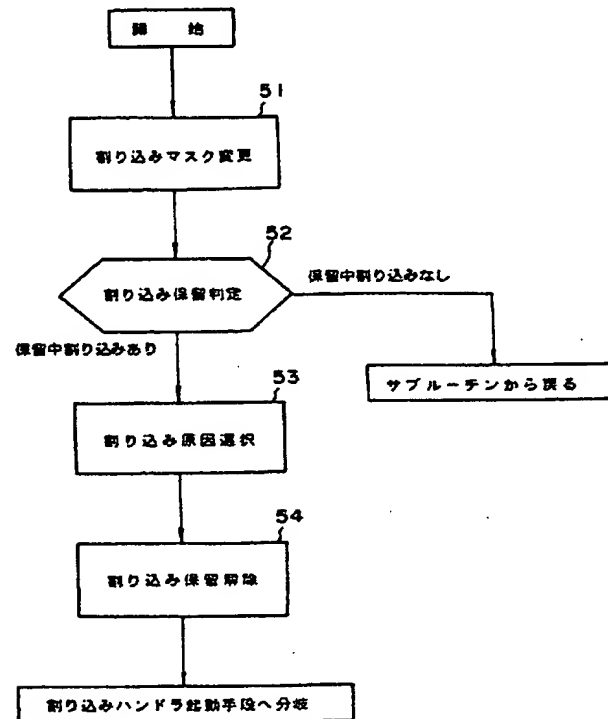 開始
51
割り込みマスク変更
52
割り込み保留判定
保留中割り込みなし
保留中割り込みあり
サブルーチンから戻る
53
割り込み原因選択
54
割り込み保留解除
割り込みハンドラ起動手段へ分岐